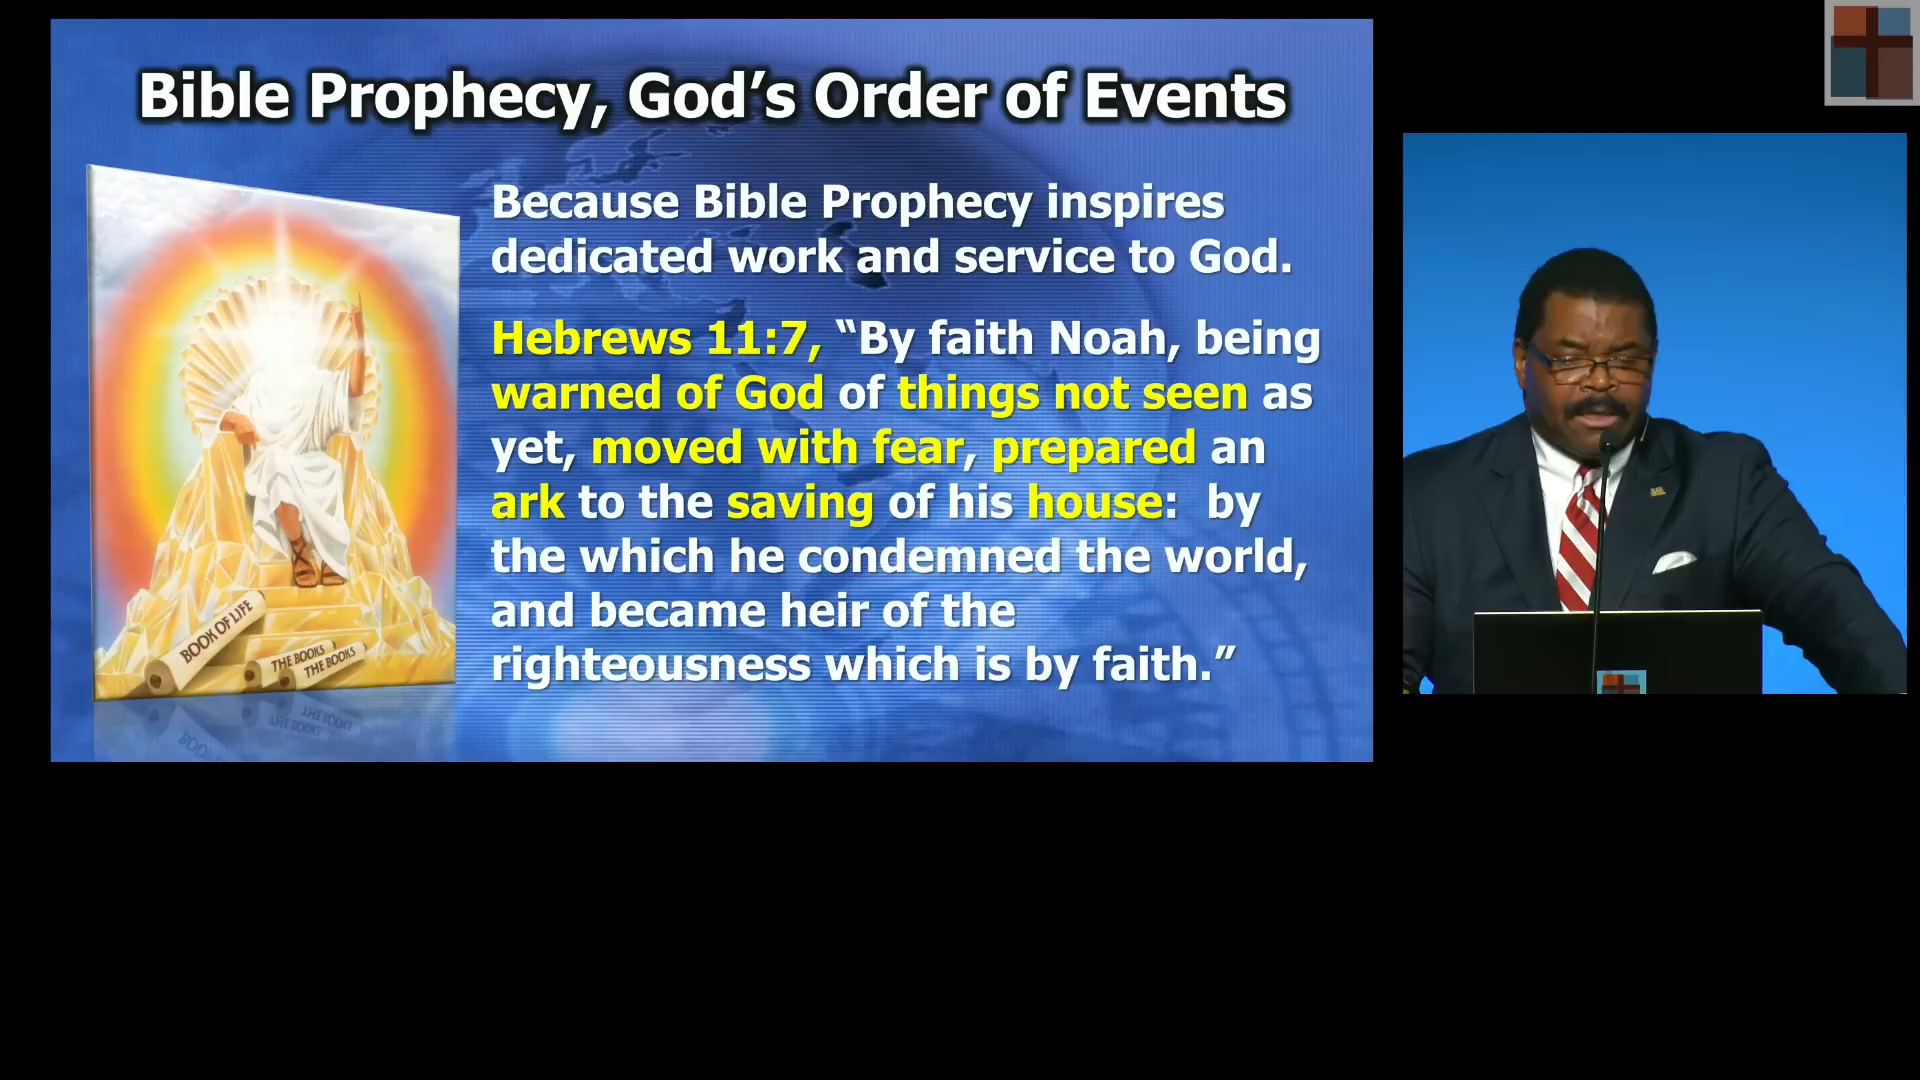 Bible Prophecy, God’s Order of Events
Because Bible Prophecy inspires
dedicated work and service to God.
Hebrews 11:7, “By faith Noah, being
warned of God of things not seen as
yet, moved with fear, prepared an
ark to the saving of his house:  by
the which he condemned the world,
and became heir of the
righteousness which is by faith.”
BOOK OF LIFE
THE BOOKS
THE BOOKS